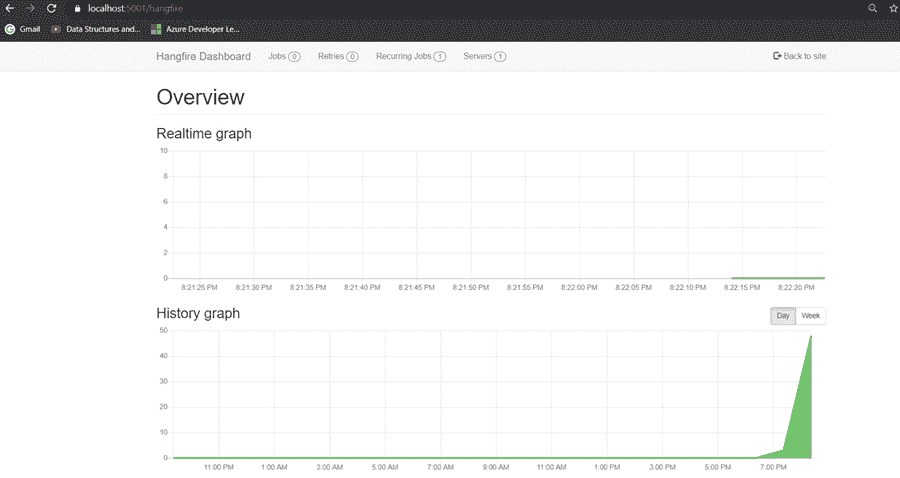 localhost:5001/hangfire
Gmail Data Structures and... Azure Developer Le...
Hangfire Dashboard Jobs 0 Retries 0 Recurring Jobs 1 Servers 1 Back to site
Overview
Realtime graph
10
8
6
4
2
0
8:21:25 PM 8:21:30 PM 8:21:35 PM 8:21:40 PM 8:21:45 PM 8:21:50 PM 8:21:55 PM 8:22:00 PM 8:22:05 PM 8:22:10 PM 8:22:15 PM 8:22:20 PM
History graph Day Week
50
40
30
20
10
0
11:00 PM 1:00 AM 3:00 AM 5:00 AM 7:00 AM 9:00 AM 11:00 AM 1:00 PM 3:00 PM 5:00 PM 7:00 PM